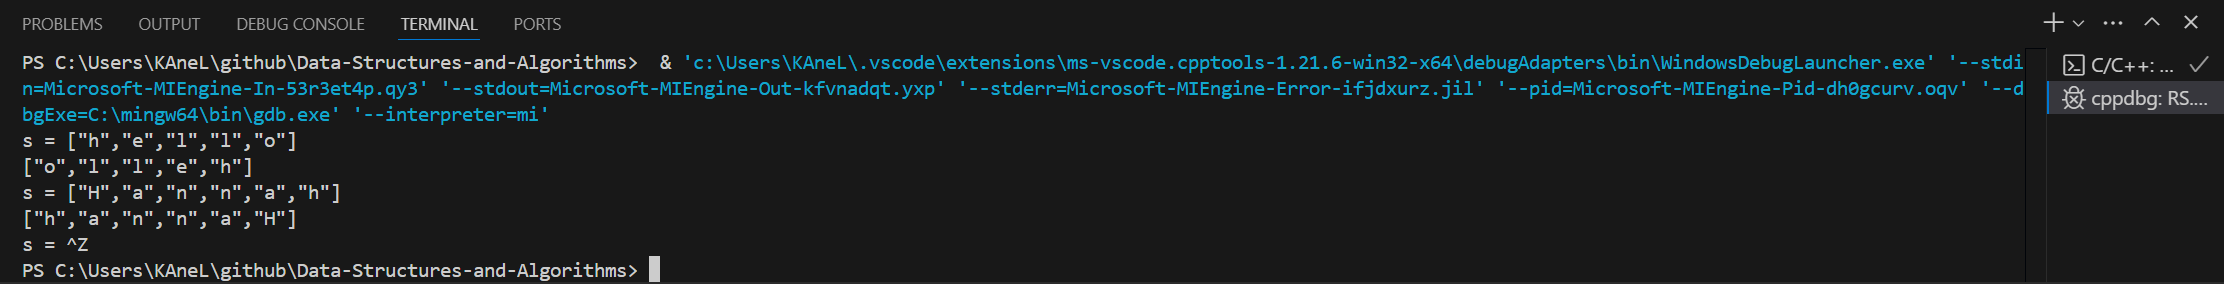 PROBLEMS OUTPUT DEBUG CONSOLE TERMINAL PORTS
PS C:\Users\KAneL\github\Data-Structures-and-Algorithms>  & 'c:\Users\KAneL\.vscode\extensions\ms-vscode.cpptools-1.21.6-win32-x64\debugAdapters\bin\WindowsDebugLauncher.exe' '--stdi
n=Microsoft-MIEngine-In-53r3et4p.qy3' '--stdout=Microsoft-MIEngine-Out-kfvnadqt.yxp' '--stderr=Microsoft-MIEngine-Error-ifjdxurz.jil' '--pid=Microsoft-MIEngine-Pid-dh0gcurv.oqv' '--d
bgExe=C:\mingw64\bin\gdb.exe' '--interpreter=mi'
s = ["h","e","l","l","o"]
["o","l","l","e","h"]
s = ["H","a","n","n","a","h"]
["h","a","n","n","a","H"]
s = ^Z
PS C:\Users\KAneL\github\Data-Structures-and-Algorithms>
C/C++: ...
cppdbg: RS....